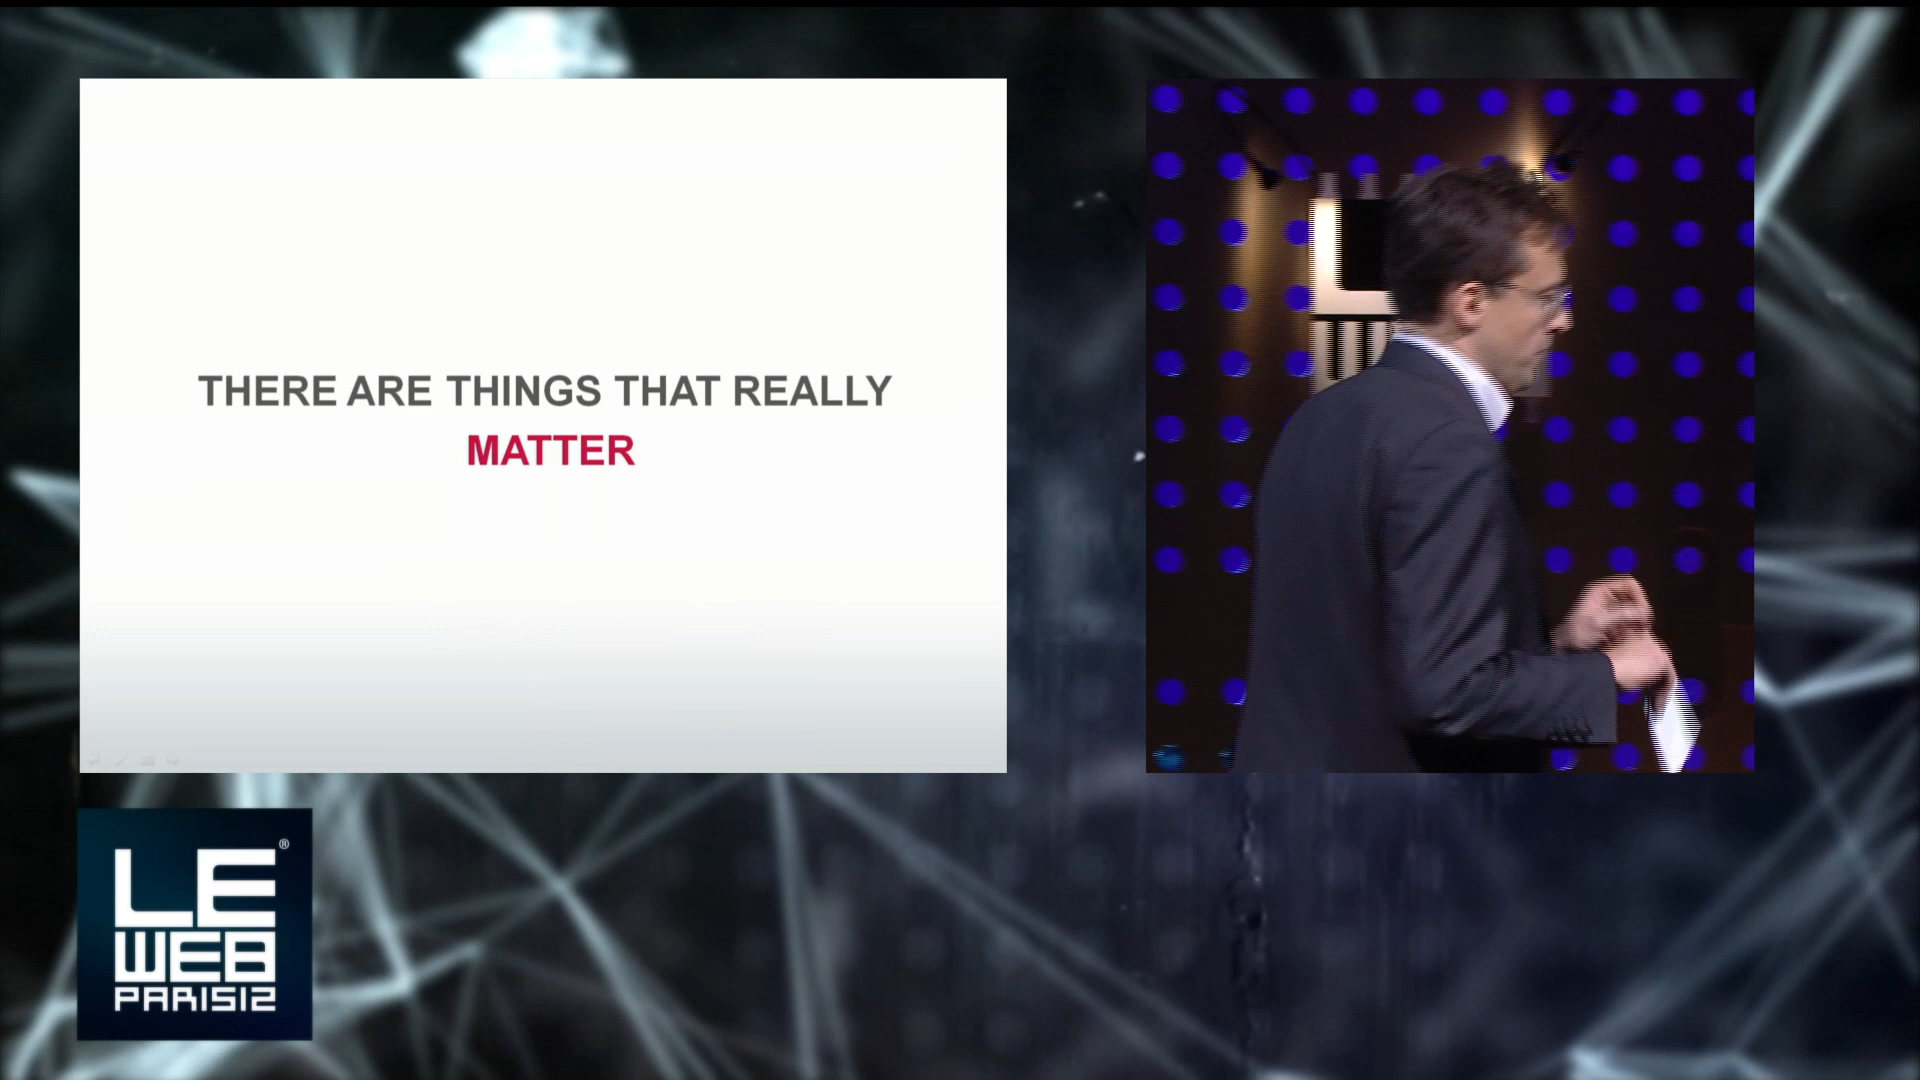 THERE ARE THINGS THAT REALLY
MATTER
LE ®
WEB
PARIS12